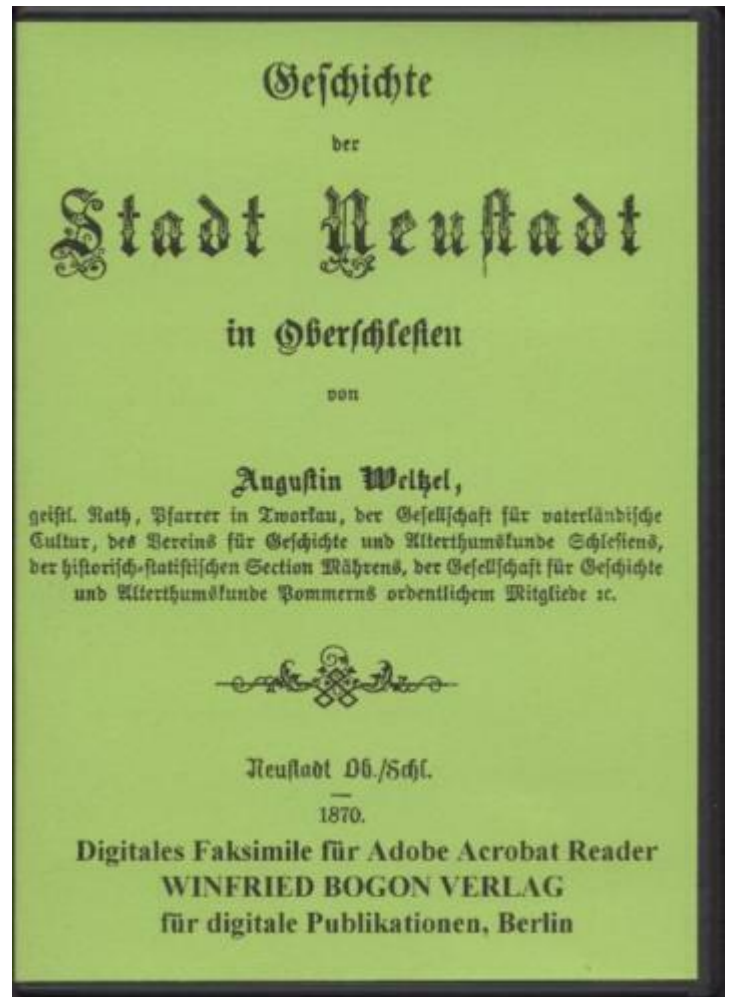 Geschichte
der
Stadt Neustadt
in Oberschlesien
von
Augustin Weltzel,
geistl. Rath, Pfarrer in Tworkau, der Gesellschaft für vaterländische
Cultur, des Vereins für Geschichte und Alterthumskunde Schlesiens,
der historisch-statistischen Section Mährens, der Gesellschaft für Geschichte
und Alterthumskunde Pommerns ordentlichem Mitgliede ꝛc.
Neustadt Ob./Schl.
1870.
Digitales Faksimile für Adobe Acrobat Reader
WINFRIED BOGON VERLAG
für digitale Publikationen, Berlin